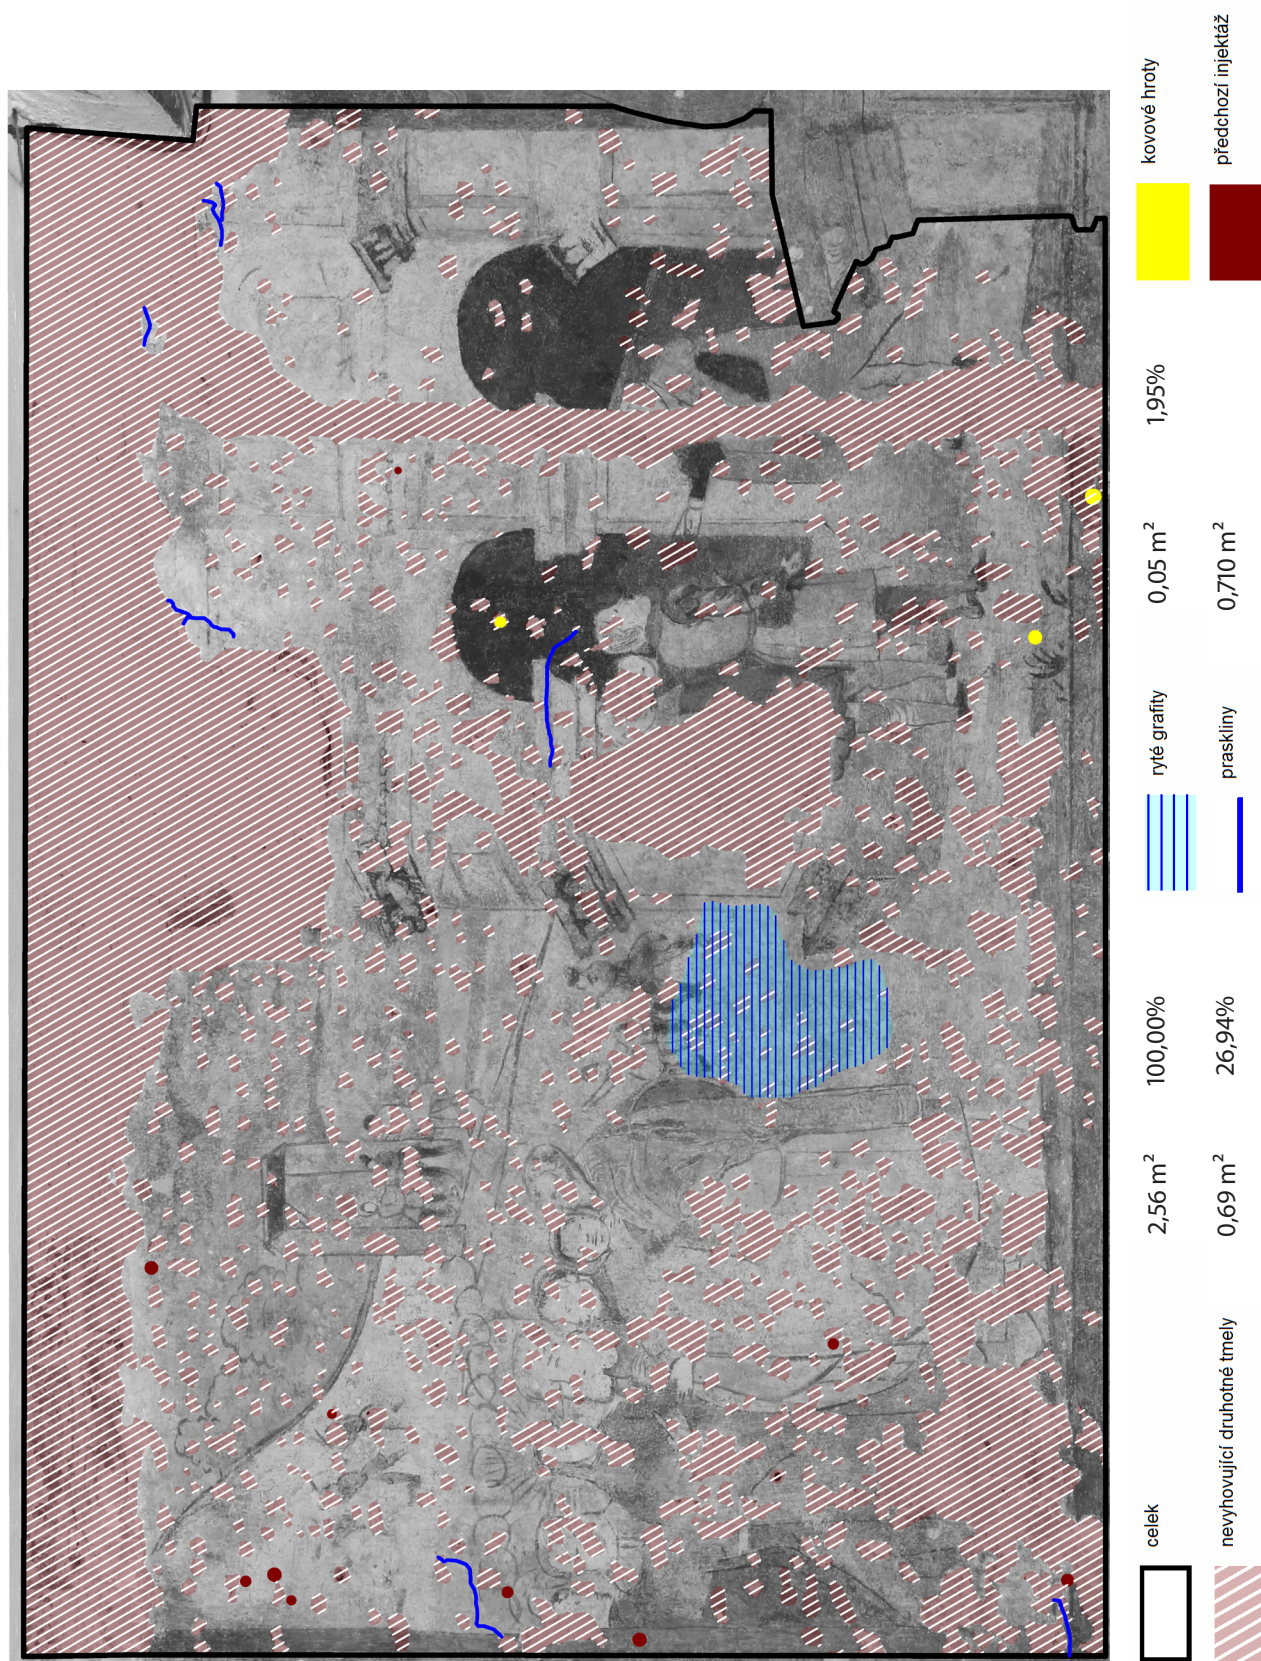 celek 2,56 m² 100,00% ryté grafity 0,05 m² 1,95% kovové hroty
nevyhovující druhotné tmely 0,69 m² 26,94% praskliny 0,710 m² předchozí injektáž